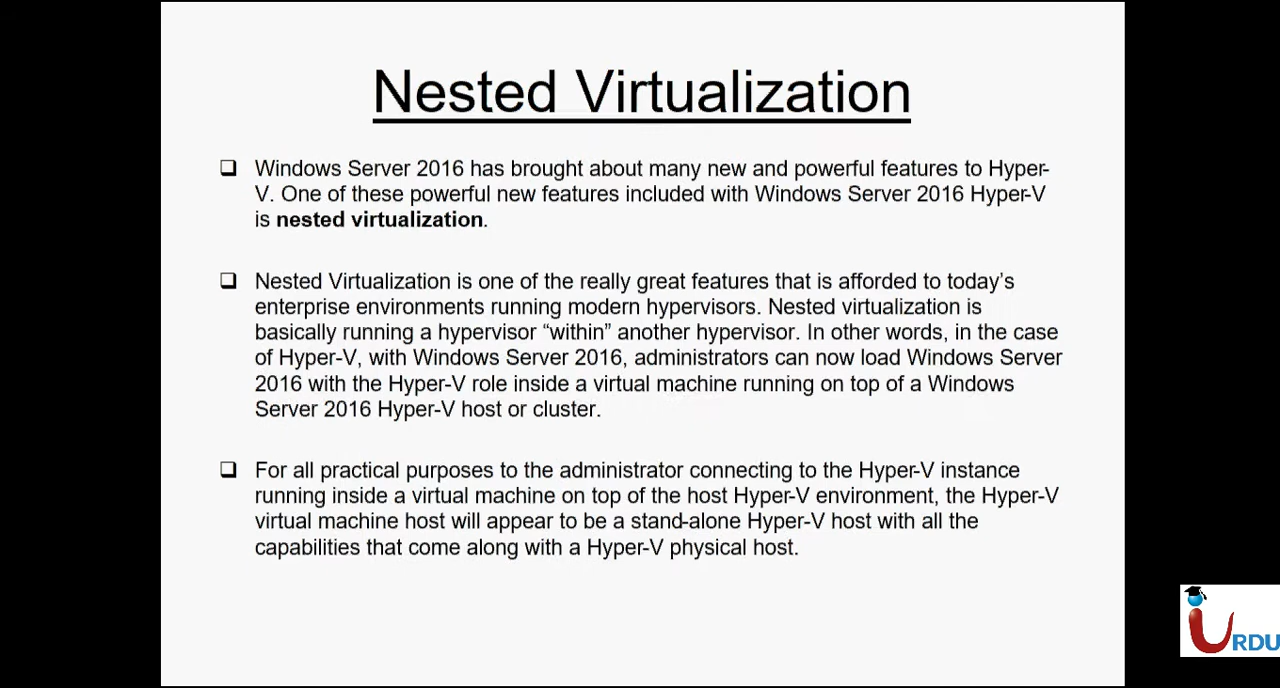 Nested Virtualization
❑ Windows Server 2016 has brought about many new and powerful features to Hyper-
V. One of these powerful new features included with Windows Server 2016 Hyper-V
is nested virtualization.
❑ Nested Virtualization is one of the really great features that is afforded to today’s
enterprise environments running modern hypervisors. Nested virtualization is
basically running a hypervisor “within” another hypervisor. In other words, in the case
of Hyper-V, with Windows Server 2016, administrators can now load Windows Server
2016 with the Hyper-V role inside a virtual machine running on top of a Windows
Server 2016 Hyper-V host or cluster.
❑ For all practical purposes to the administrator connecting to the Hyper-V instance
running inside a virtual machine on top of the host Hyper-V environment, the Hyper-V
virtual machine host will appear to be a stand-alone Hyper-V host with all the
capabilities that come along with a Hyper-V physical host.
iURDU